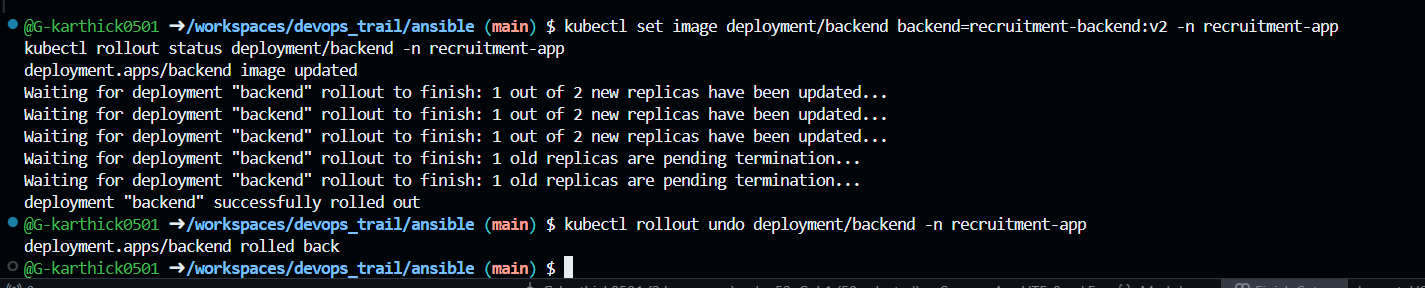 @G-karthick0501 ➜/workspaces/devops_trail/ansible (main) $ kubectl set image deployment/backend backend=recruitment-backend:v2 -n recruitment-app
kubectl rollout status deployment/backend -n recruitment-app
deployment.apps/backend image updated
Waiting for deployment "backend" rollout to finish: 1 out of 2 new replicas have been updated...
Waiting for deployment "backend" rollout to finish: 1 out of 2 new replicas have been updated...
Waiting for deployment "backend" rollout to finish: 1 out of 2 new replicas have been updated...
Waiting for deployment "backend" rollout to finish: 1 old replicas are pending termination...
Waiting for deployment "backend" rollout to finish: 1 old replicas are pending termination...
deployment "backend" successfully rolled out
@G-karthick0501 ➜/workspaces/devops_trail/ansible (main) $ kubectl rollout undo deployment/backend -n recruitment-app
deployment.apps/backend rolled back
@G-karthick0501 ➜/workspaces/devops_trail/ansible (main) $